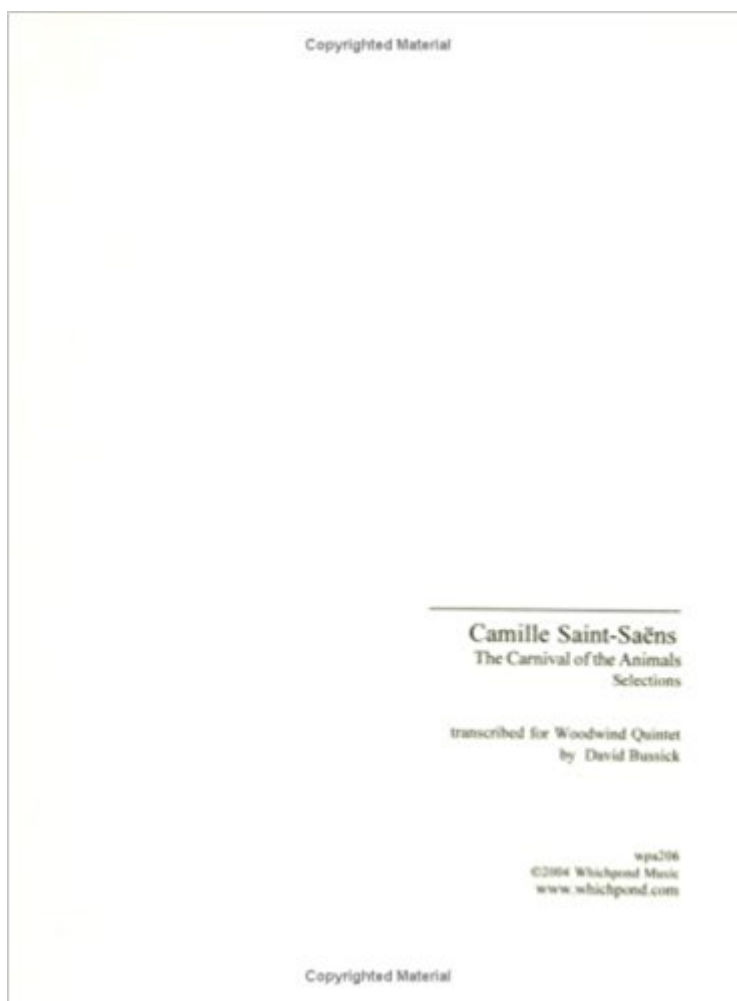 Copyrighted Material
Camille Saint-Saëns
The Carnival of the Animals
Selections
transcribed for Woodwind Quintet
by David Bussick
wpa206
©2004 Whichpond Music
www.whichpond.com
Copyrighted Material